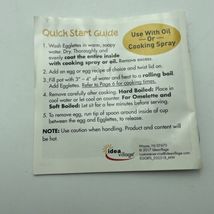 Quick Start Guide
Use With Oil
Or
Cooking Spray
1. Wash Egglettes in warm, soapy
water. Dry thoroughly and
evenly coat the entire inside
with cooking spray or oil. Remove excess.
2. Add an egg or egg recipe of choice and twist lid on.
3. Fill pot with 3" – 4" of water and heat to a rolling boil.
Add Egglettes. Refer to Page 6 for cooking times.
4. Remove carefully after cooking. Hard Boiled: Place in
cool water or let cool on counter. For Omelette and
Soft Boiled: Let sit for a few minutes before serving.
5. To remove egg, run tip of spoon around inside of cup
between the egg and Egglette, to release.
NOTE: Use caution when handling. Product and content will
be hot.
idea
village
© 2017 IdeaVillage.